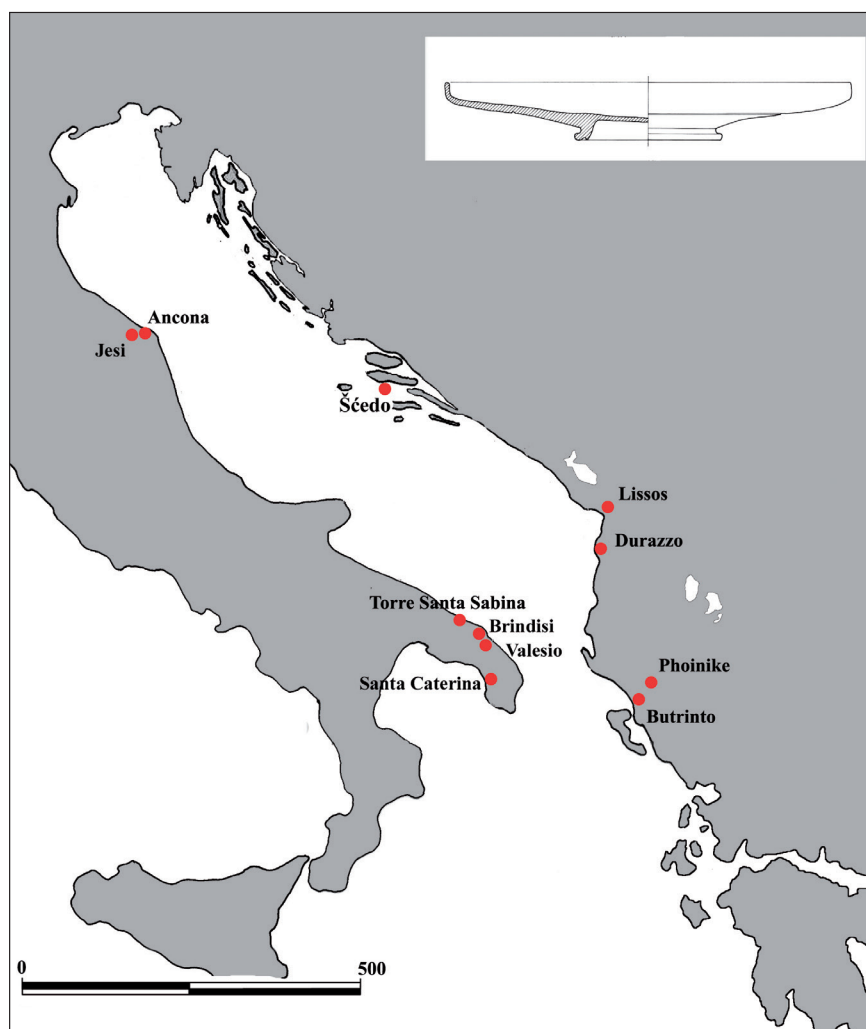 Ancona
Jesi
Šćedo
Lissos
Durazzo
Torre Santa Sabina
Brindisi
Valesio
Santa Caterina
Phoinike
Butrinto
0 500